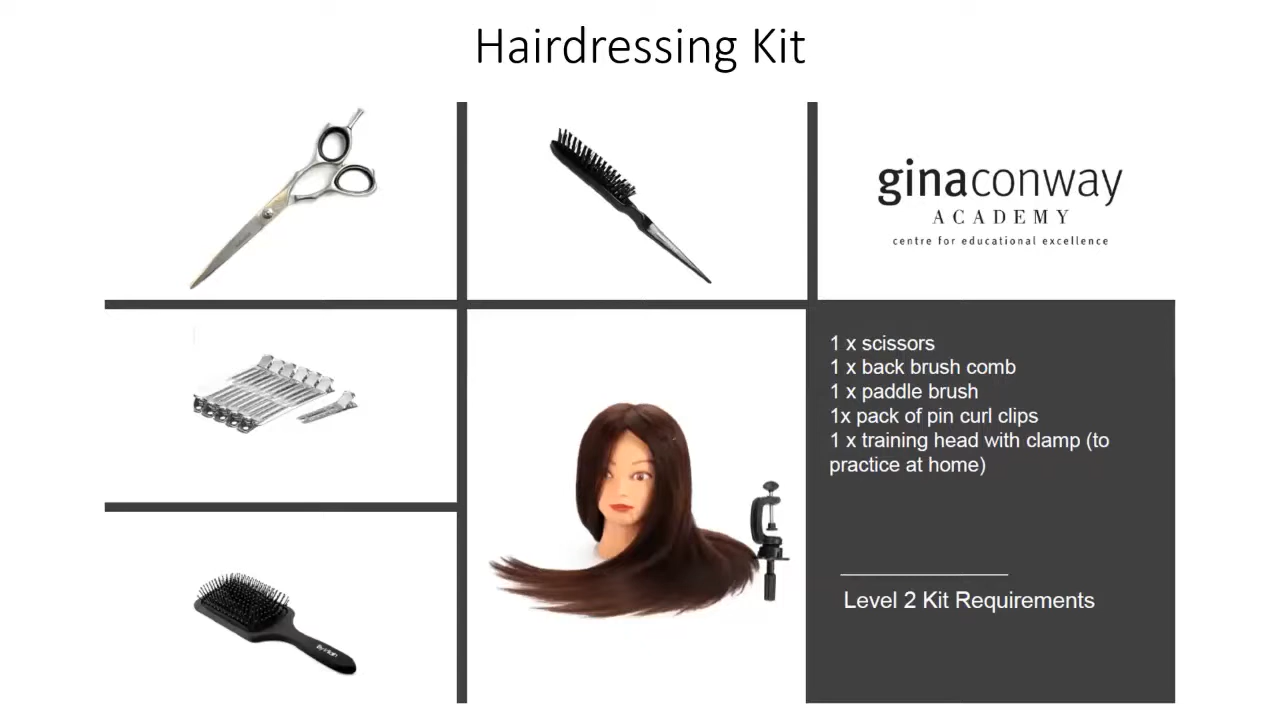 Hairdressing Kit
ginaconway
ACADEMY
centre for educational excellence
1 x scissors
1 x back brush comb
1 x paddle brush
1x pack of pin curl clips
1 x training head with clamp (to
practice at home)
Level 2 Kit Requirements